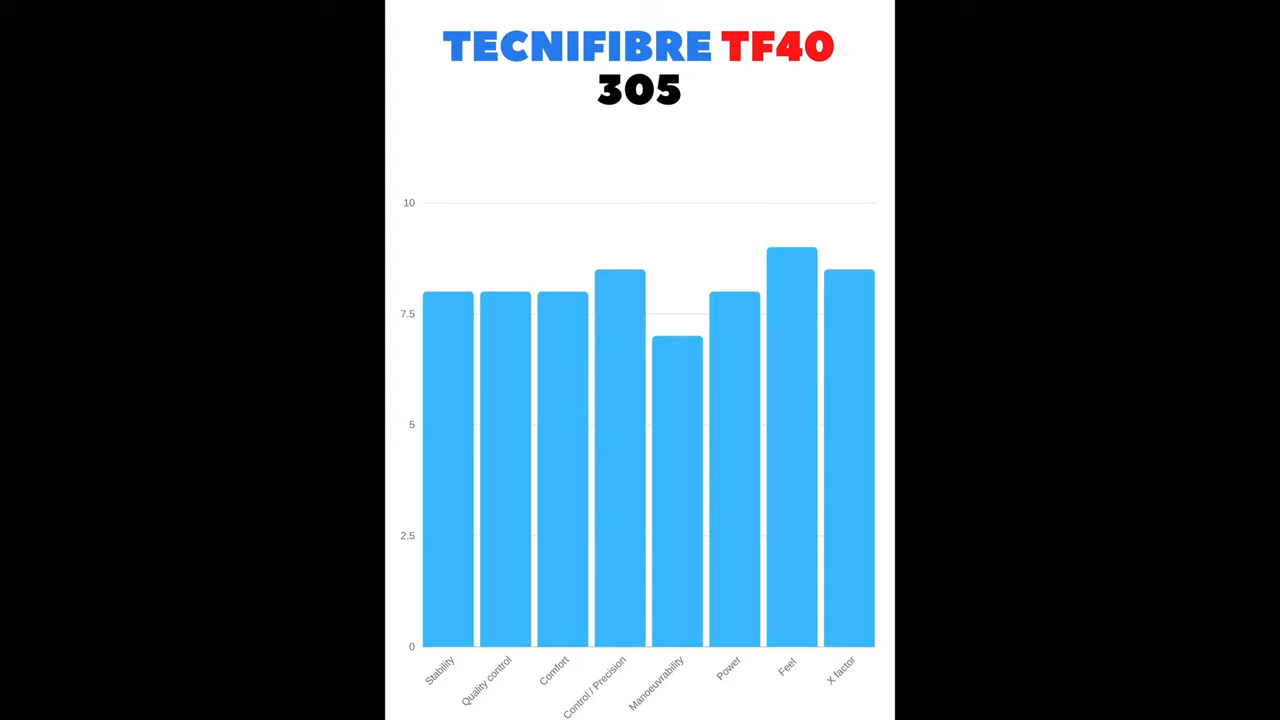 TECNIFIBRE TF40
305
10
7.5
5
2.5
0
Stability
Quality control
Comfort
Control / Precision
Manoeuvrability
Power
Feel
X factor